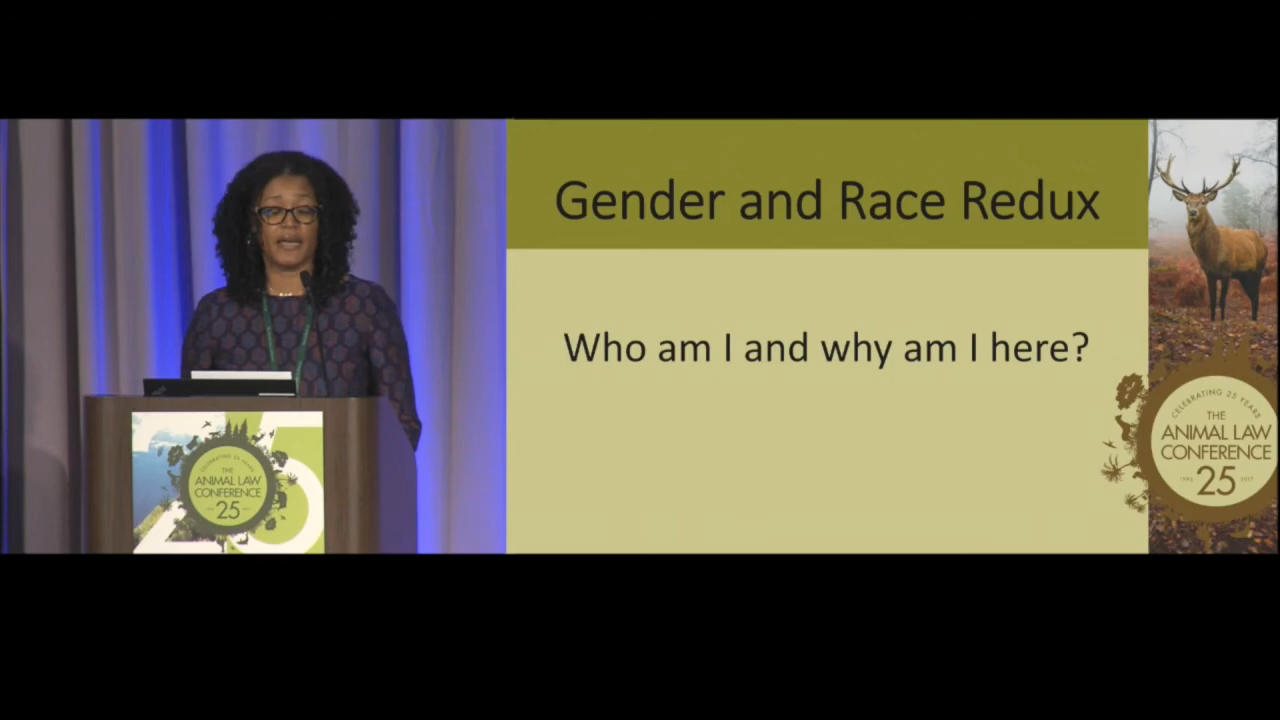 Gender and Race Redux
Who am I and why am I here?
CELEBRATING 25 YEARS
THE
ANIMAL LAW
CONFERENCE
25
2017
CELEBRATING 25 YEARS
THE
ANIMAL LAW
CONFERENCE
25